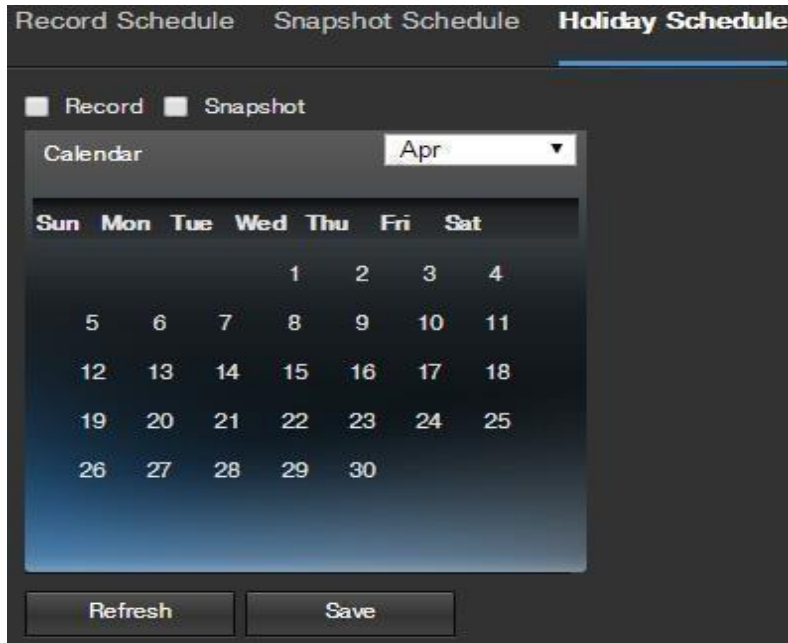 Record Schedule Snapshot Schedule Holiday Schedule
Record Snapshot
Calendar Apr
Sun Mon Tue Wed Thu Fri Sat
1 2 3 4
5 6 7 8 9 10 11
12 13 14 15 16 17 18
19 20 21 22 23 24 25
26 27 28 29 30
Refresh Save